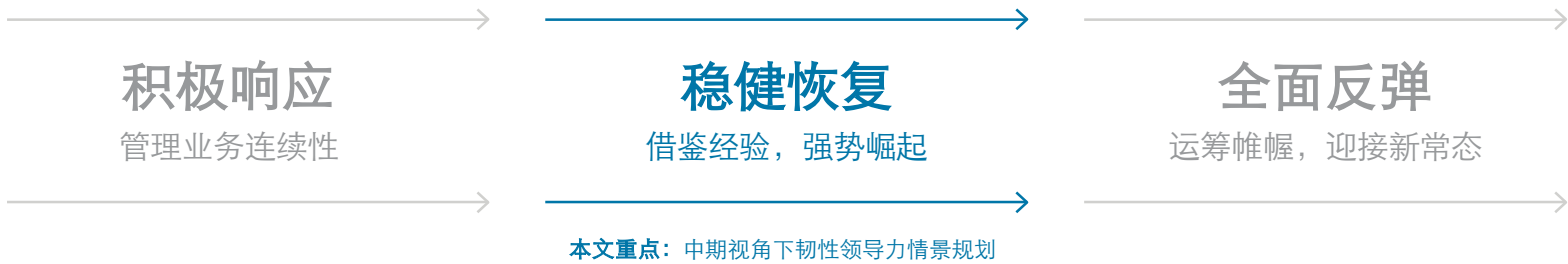 积极响应
管理业务连续性
稳健恢复
借鉴经验，强势崛起
全面反弹
运筹帷幄，迎接新常态
本文重点：中期视角下韧性领导力情景规划